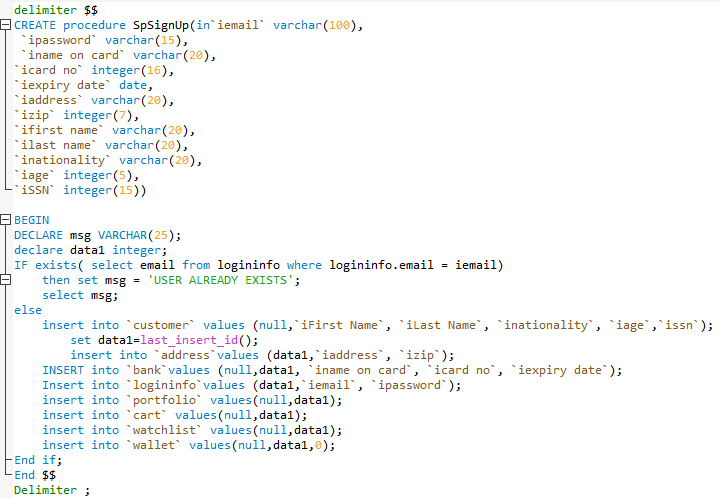 delimiter $$
CREATE procedure SpSignUp(in`iemail` varchar(100),
`ipassword` varchar(15),
`iname on card` varchar(20),
`icard no` integer(16),
`iexpiry date` date,
`iaddress` varchar(20),
`izip` integer(7),
`ifirst name` varchar(20),
`ilast name` varchar(20),
`inationality` varchar(20),
`iage` integer(5),
`iSSN` integer(15))
BEGIN
DECLARE msg VARCHAR(25);
declare data1 integer;
IF exists( select email from logininfo where logininfo.email = iemail)
then set msg = 'USER ALREADY EXISTS';
select msg;
else
insert into `customer` values (null,`iFirst Name`, `iLast Name`, `inationality`, `iage`,`issn`);
set data1=last_insert_id();
insert into `address`values (data1,`iaddress`, `izip`);
INSERT into `bank`values (null,data1, `iname on card`, `icard no`, `iexpiry date`);
Insert into `logininfo`values (data1,`iemail`, `ipassword`);
insert into `portfolio` values(null,data1);
insert into `cart` values(null,data1);
insert into `watchlist` values(null,data1);
insert into `wallet` values(null,data1,0);
End if;
End $$
Delimiter ;